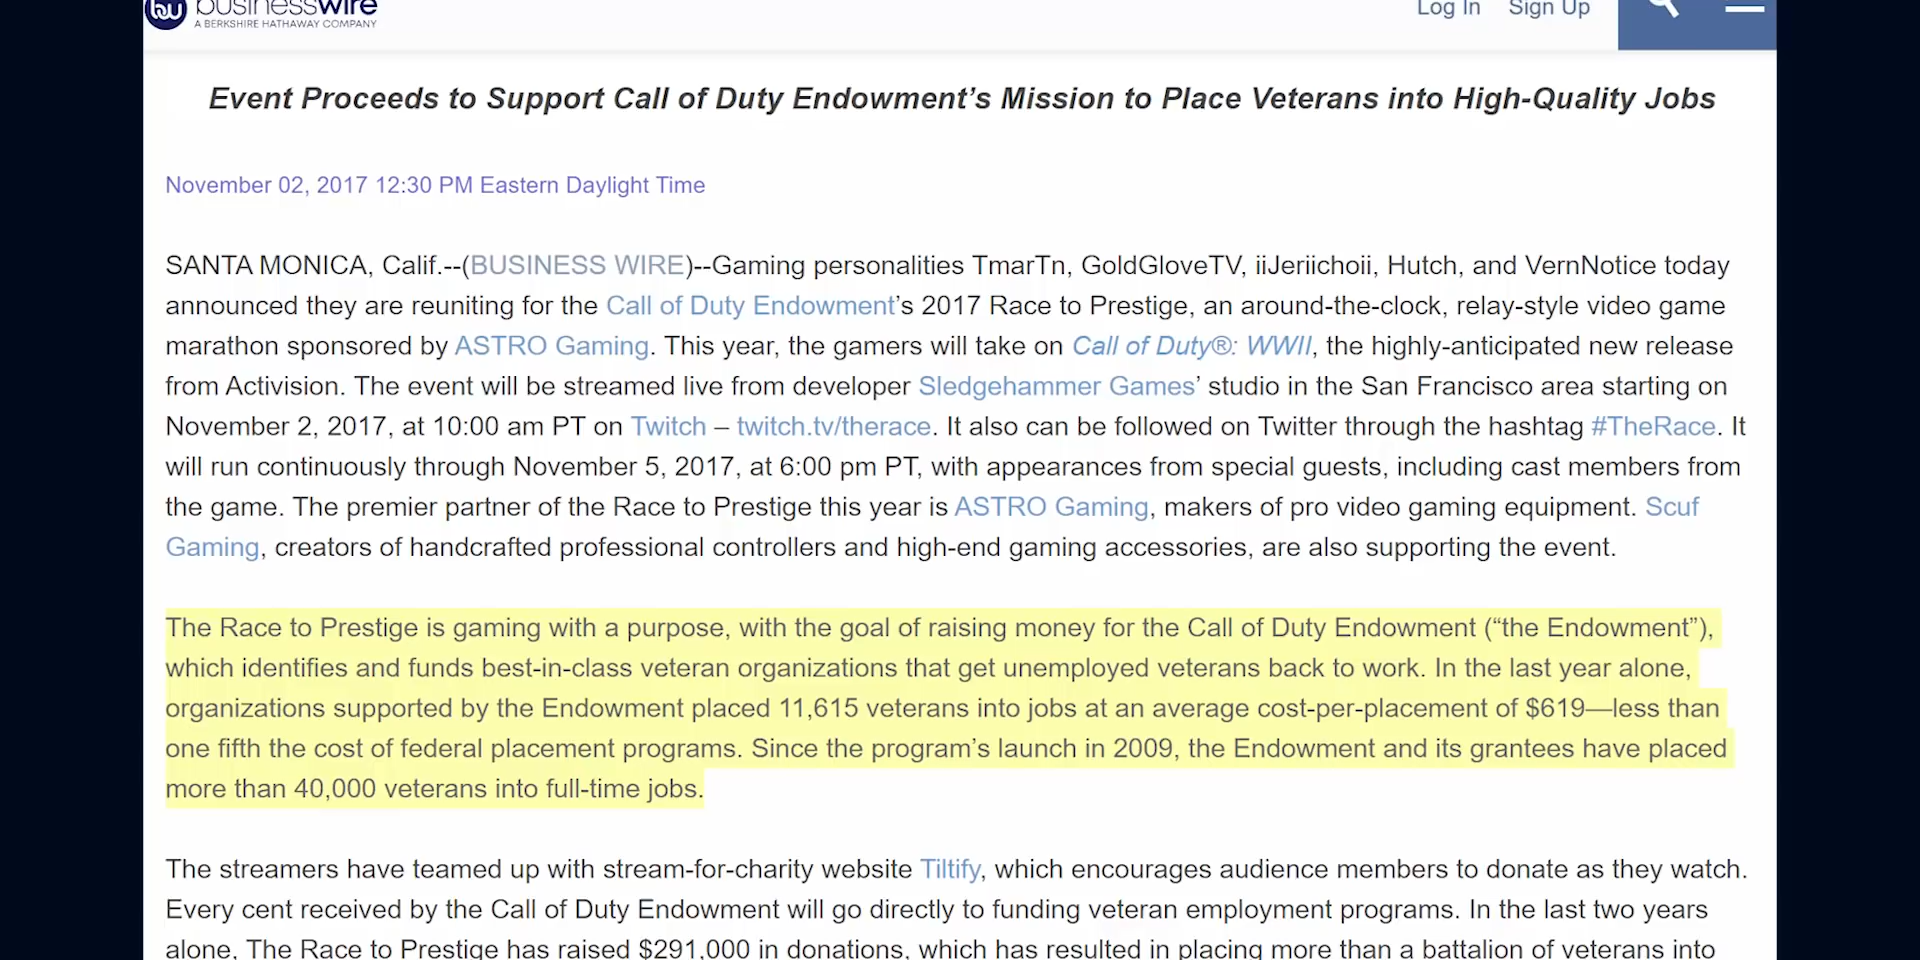 businesswire
A BERKSHIRE HATHAWAY COMPANY
Log In Sign Up
Event Proceeds to Support Call of Duty Endowment’s Mission to Place Veterans into High-Quality Jobs
November 02, 2017 12:30 PM Eastern Daylight Time
SANTA MONICA, Calif.--(BUSINESS WIRE)--Gaming personalities TmarTn, GoldGloveTV, iiJeriichoii, Hutch, and VernNotice today
announced they are reuniting for the Call of Duty Endowment’s 2017 Race to Prestige, an around-the-clock, relay-style video game
marathon sponsored by ASTRO Gaming. This year, the gamers will take on Call of Duty®: WWII, the highly-anticipated new release
from Activision. The event will be streamed live from developer Sledgehammer Games’ studio in the San Francisco area starting on
November 2, 2017, at 10:00 am PT on Twitch – twitch.tv/therace. It also can be followed on Twitter through the hashtag #TheRace. It
will run continuously through November 5, 2017, at 6:00 pm PT, with appearances from special guests, including cast members from
the game. The premier partner of the Race to Prestige this year is ASTRO Gaming, makers of pro video gaming equipment. Scuf
Gaming, creators of handcrafted professional controllers and high-end gaming accessories, are also supporting the event.
The Race to Prestige is gaming with a purpose, with the goal of raising money for the Call of Duty Endowment (“the Endowment”),
which identifies and funds best-in-class veteran organizations that get unemployed veterans back to work. In the last year alone,
organizations supported by the Endowment placed 11,615 veterans into jobs at an average cost-per-placement of $619—less than
one fifth the cost of federal placement programs. Since the program’s launch in 2009, the Endowment and its grantees have placed
more than 40,000 veterans into full-time jobs.
The streamers have teamed up with stream-for-charity website Tiltify, which encourages audience members to donate as they watch.
Every cent received by the Call of Duty Endowment will go directly to funding veteran employment programs. In the last two years
alone, The Race to Prestige has raised $291,000 in donations, which has resulted in placing more than a battalion of veterans into